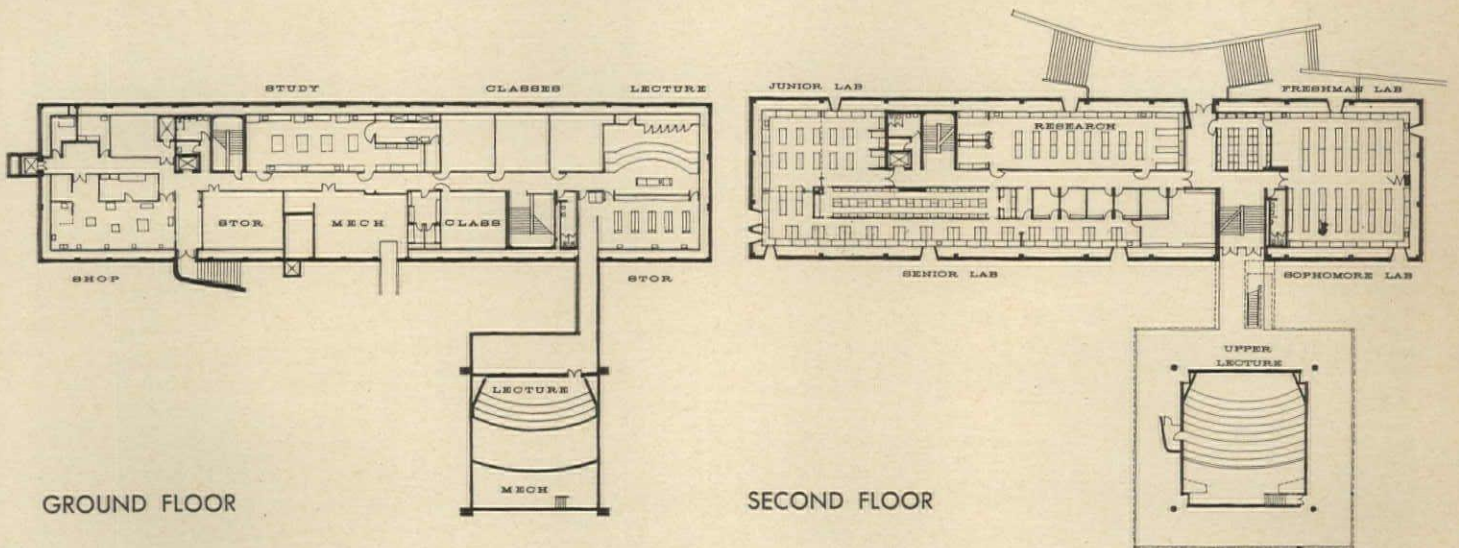 STUDY
CLASSES
LECTURE
STOR
MECH
CLASS
SHOP
STOR
LECTURE
MECH
GROUND FLOOR
JUNIOR LAB
FRESHMAN LAB
RESEARCH
SENIOR LAB
SOPHOMORE LAB
UPPER
LECTURE
SECOND FLOOR